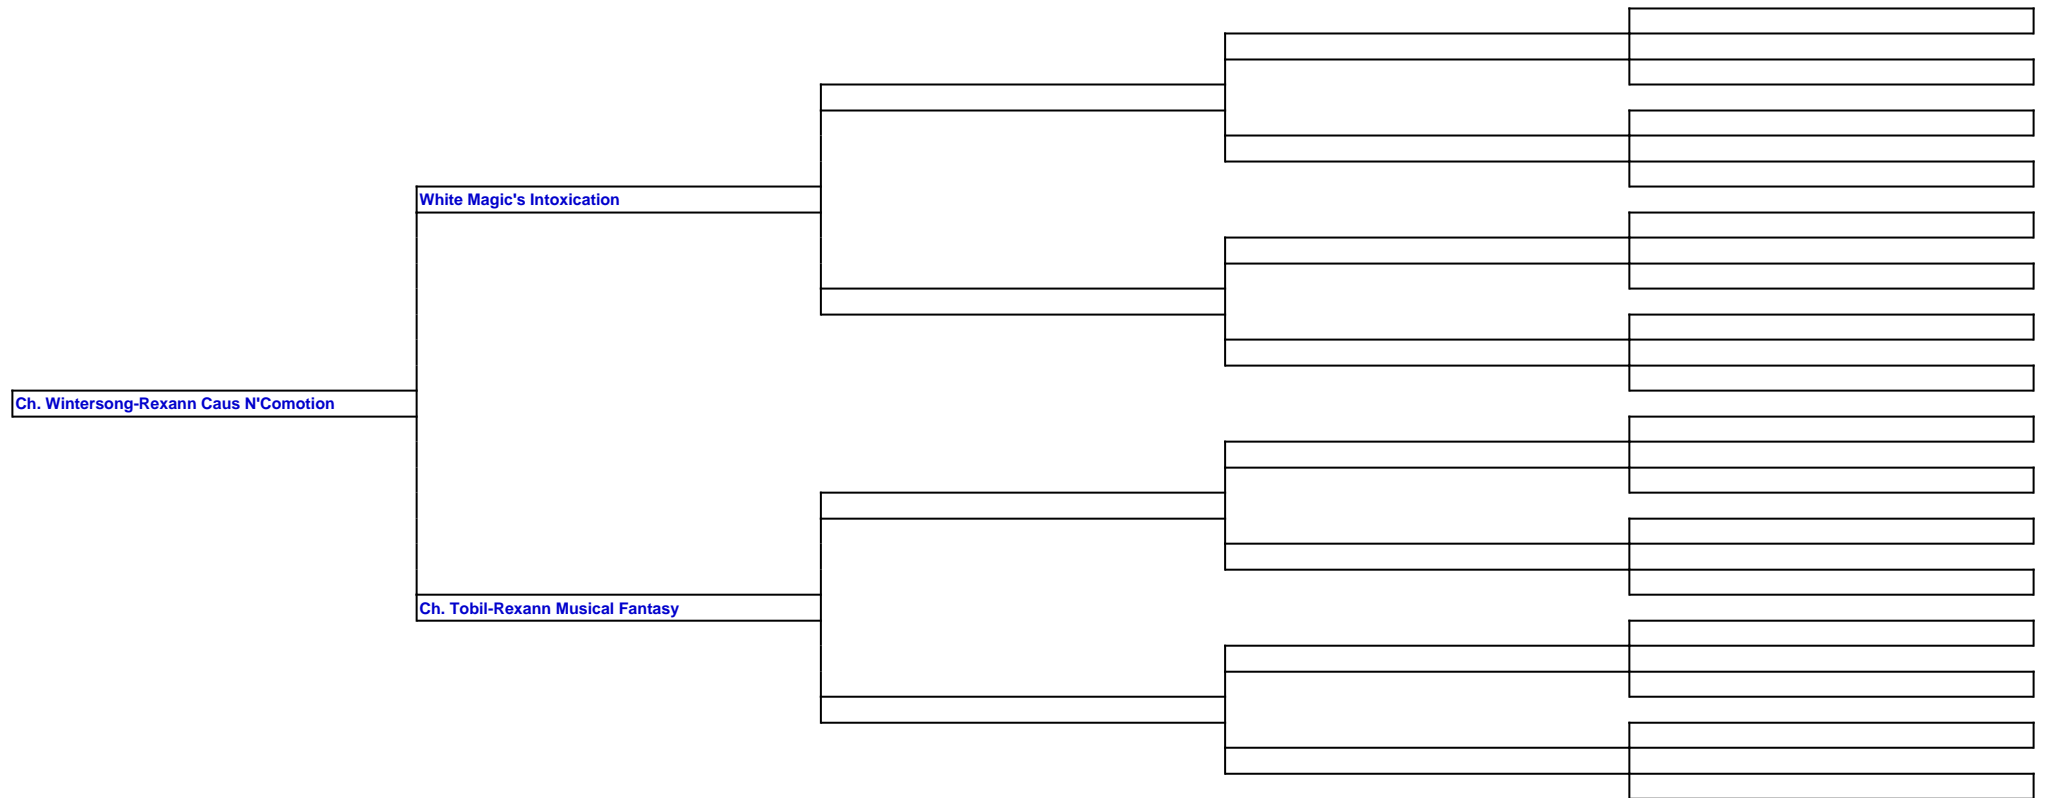 White Magic's Intoxication
Ch. Wintersong-Rexann Caus N'Comotion
Ch. Tobil-Rexann Musical Fantasy